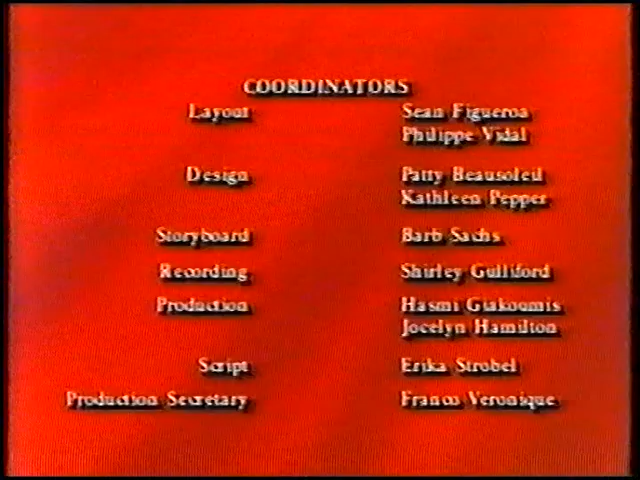 COORDINATORS
Layout Sean Figueroa
Philippe Vidal
Design Patty Beausoleil
Kathleen Pepper
Storyboard Barb Sachs
Recording Shirley Gulliford
Production Hasmi Giakoumis
Jocelyn Hamilton
Script Erika Strobel
Production Secretary Franco Veronique